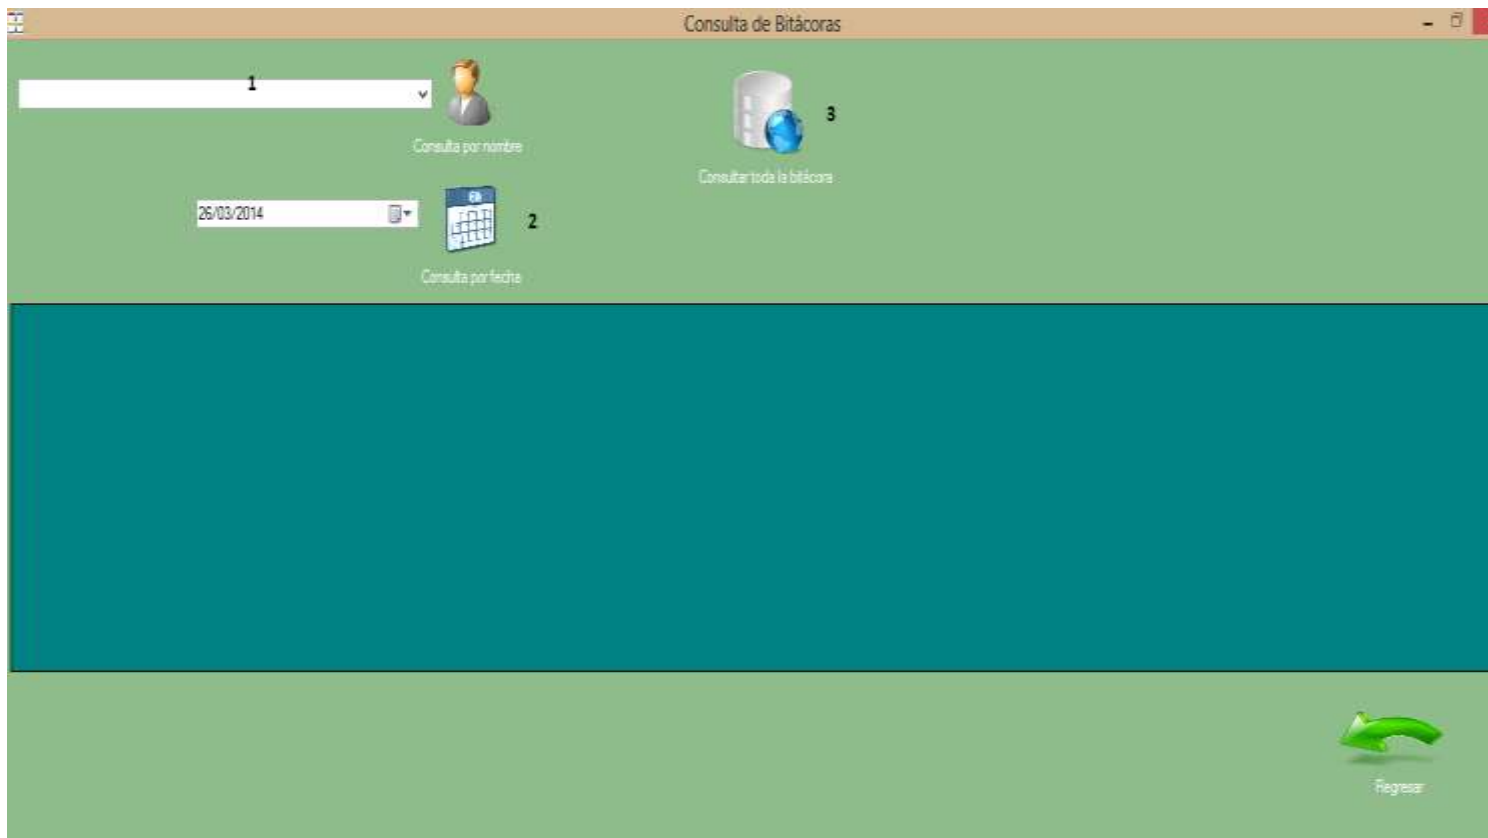 Consulta de Bitácoras
1
Consulta por nombre
3
Consultar toda la bitácora
26/03/2014
2
Consulta por fecha
Regresar